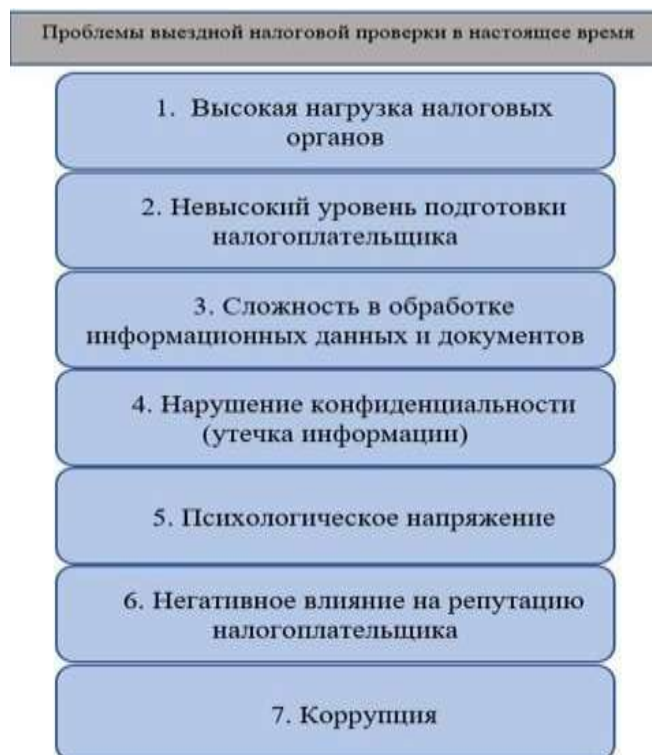 Проблемы выездной налоговой проверки в настоящее время
1. Высокая нагрузка налоговых
органов
2. Невысокий уровень подготовки
налогоплательщика
3. Сложность в обработке
информационных данных и документов
4. Нарушение конфиденциальности
(утечка информации)
5. Психологическое напряжение
6. Негативное влияние на репутацию
налогоплательщика
7. Коррупция